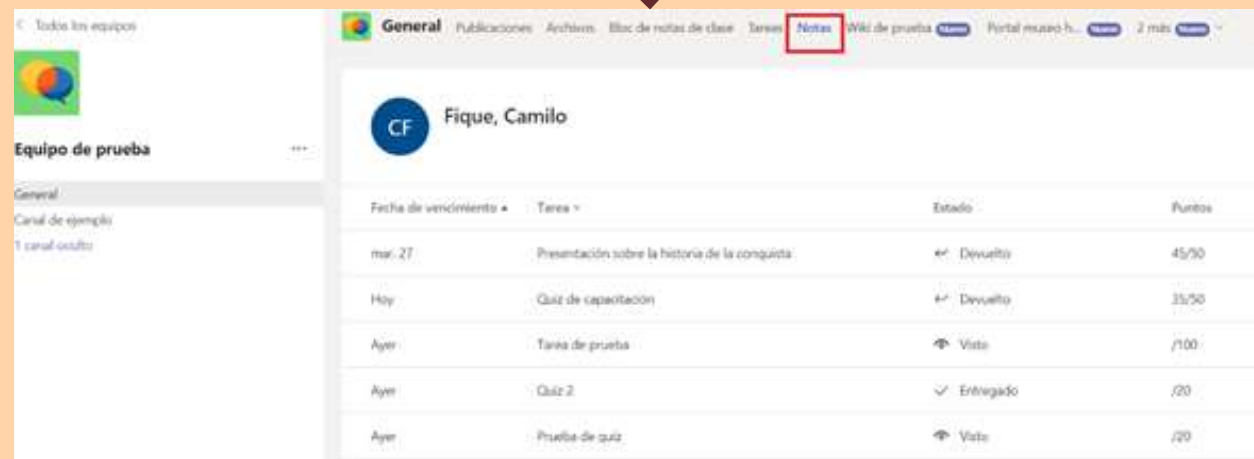 Todos los equipos
General Publicaciones Archivos Bloc de notas de clase Tareas Notas Wiki de prueba Nuevo Portal museo h... Nuevo 2 más Nuevo
CF
Fique, Camilo
Equipo de prueba ...
General
Canal de ejemplo
1 canal oculto
Fecha de vencimiento Tarea Estado Puntos
mar. 27 Presentación sobre la historia de la conquista Devuelto 45/50
Hoy Quiz de capacitación Devuelto 35/50
Ayer Tarea de prueba Visto /100
Ayer Quiz 2 Entregado /20
Ayer Prueba de quiz Visto /20